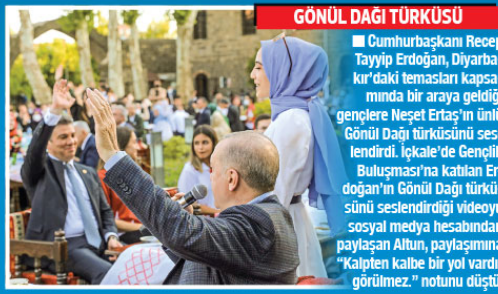 GÖNÜL DAĞI TÜRKÜSÜ
■ Cumhurbaşkanı Recep
Tayyip Erdoğan, Diyarba
kır'daki temasları kapsa
mında bir araya geldiğ
gençlere Neşet Ertaş'ın ünlü
Gönül Dağı türküsünü ses
lendirdi. İçkale'de Gençlik
Buluşması'na katılan Er
doğan'ın Gönül Dağı türkü
sünü seslendirdiği videoyu
sosyal medya hesabından
paylaşan Altun, paylaşımına
"Kalpten kalbe bir yol vardı
görülmez." notunu düştü